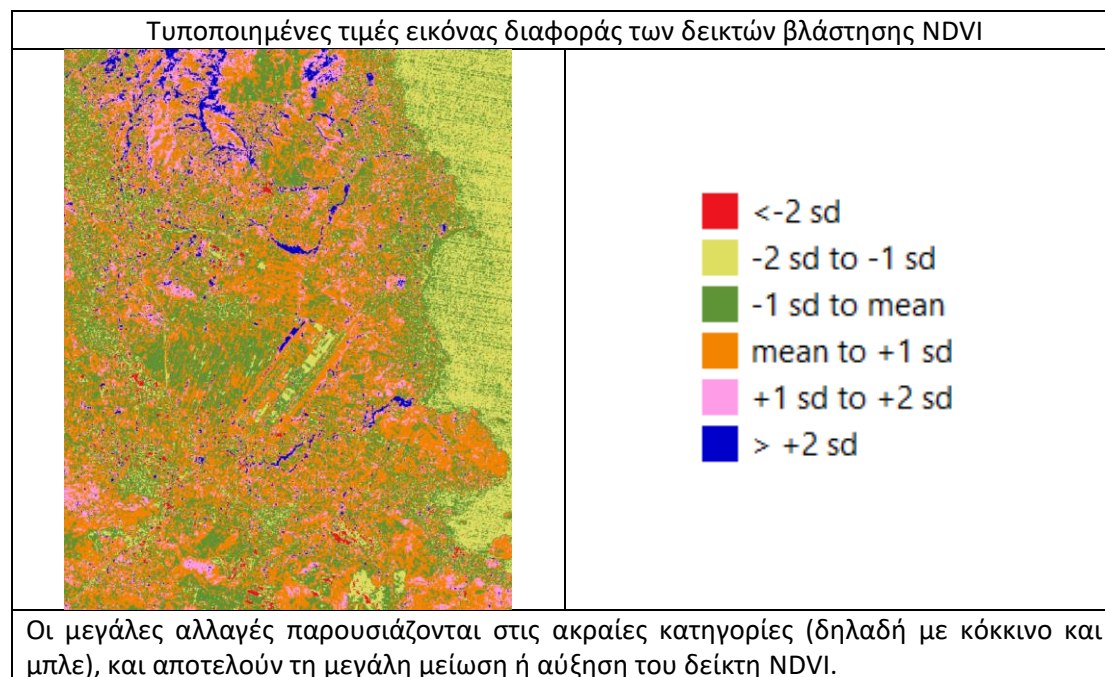 Τυποποιημένες τιμές εικόνας διαφοράς των δεικτών βλάστησης NDVI
<-2 sd
-2 sd to -1 sd
-1 sd to mean
mean to +1 sd
+1 sd to +2 sd
> +2 sd
Οι μεγάλες αλλαγές παρουσιάζονται στις ακραίες κατηγορίες (δηλαδή με κόκκινο και
μπλε), και αποτελούν τη μεγάλη μείωση ή αύξηση του δείκτη NDVI.